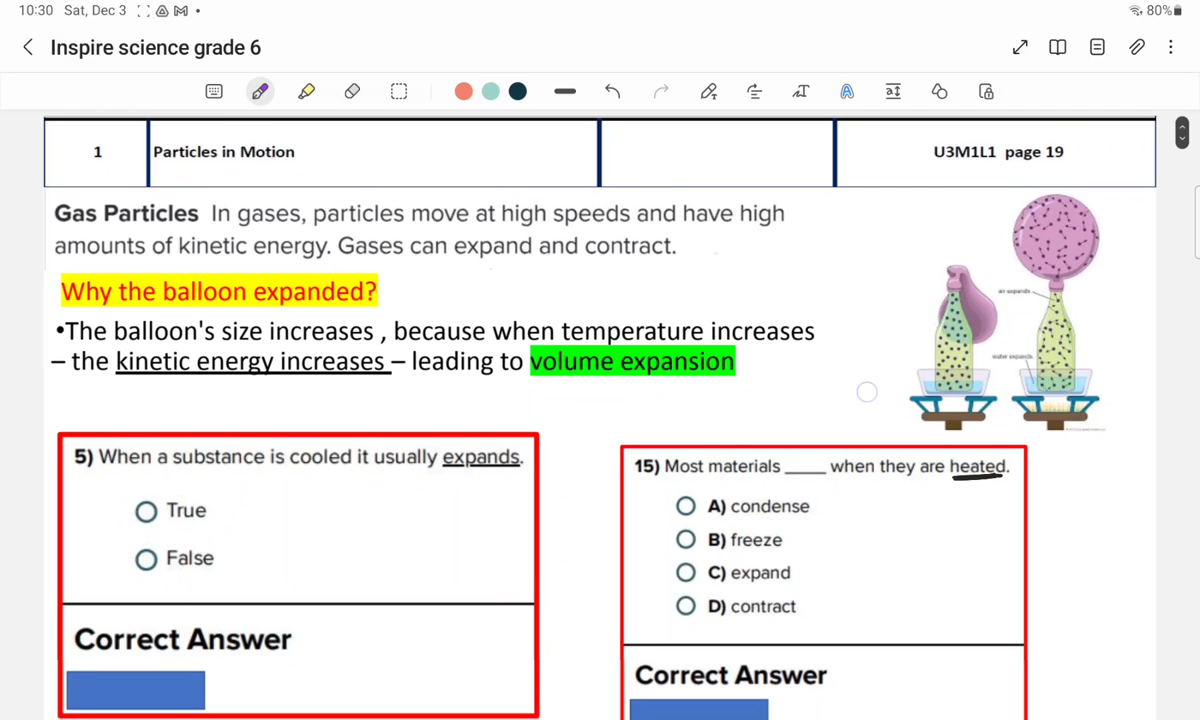 10:30 Sat, Dec 3
80%
Inspire science grade 6
1 Particles in Motion U3M1L1 page 19
Gas Particles In gases, particles move at high speeds and have high
amounts of kinetic energy. Gases can expand and contract.
Why the balloon expanded?
•The balloon's size increases , because when temperature increases
– the kinetic energy increases – leading to volume expansion
air expands
water expands
5) When a substance is cooled it usually expands.
True
False
Correct Answer
15) Most materials ____ when they are heated.
A) condense
B) freeze
C) expand
D) contract
Correct Answer